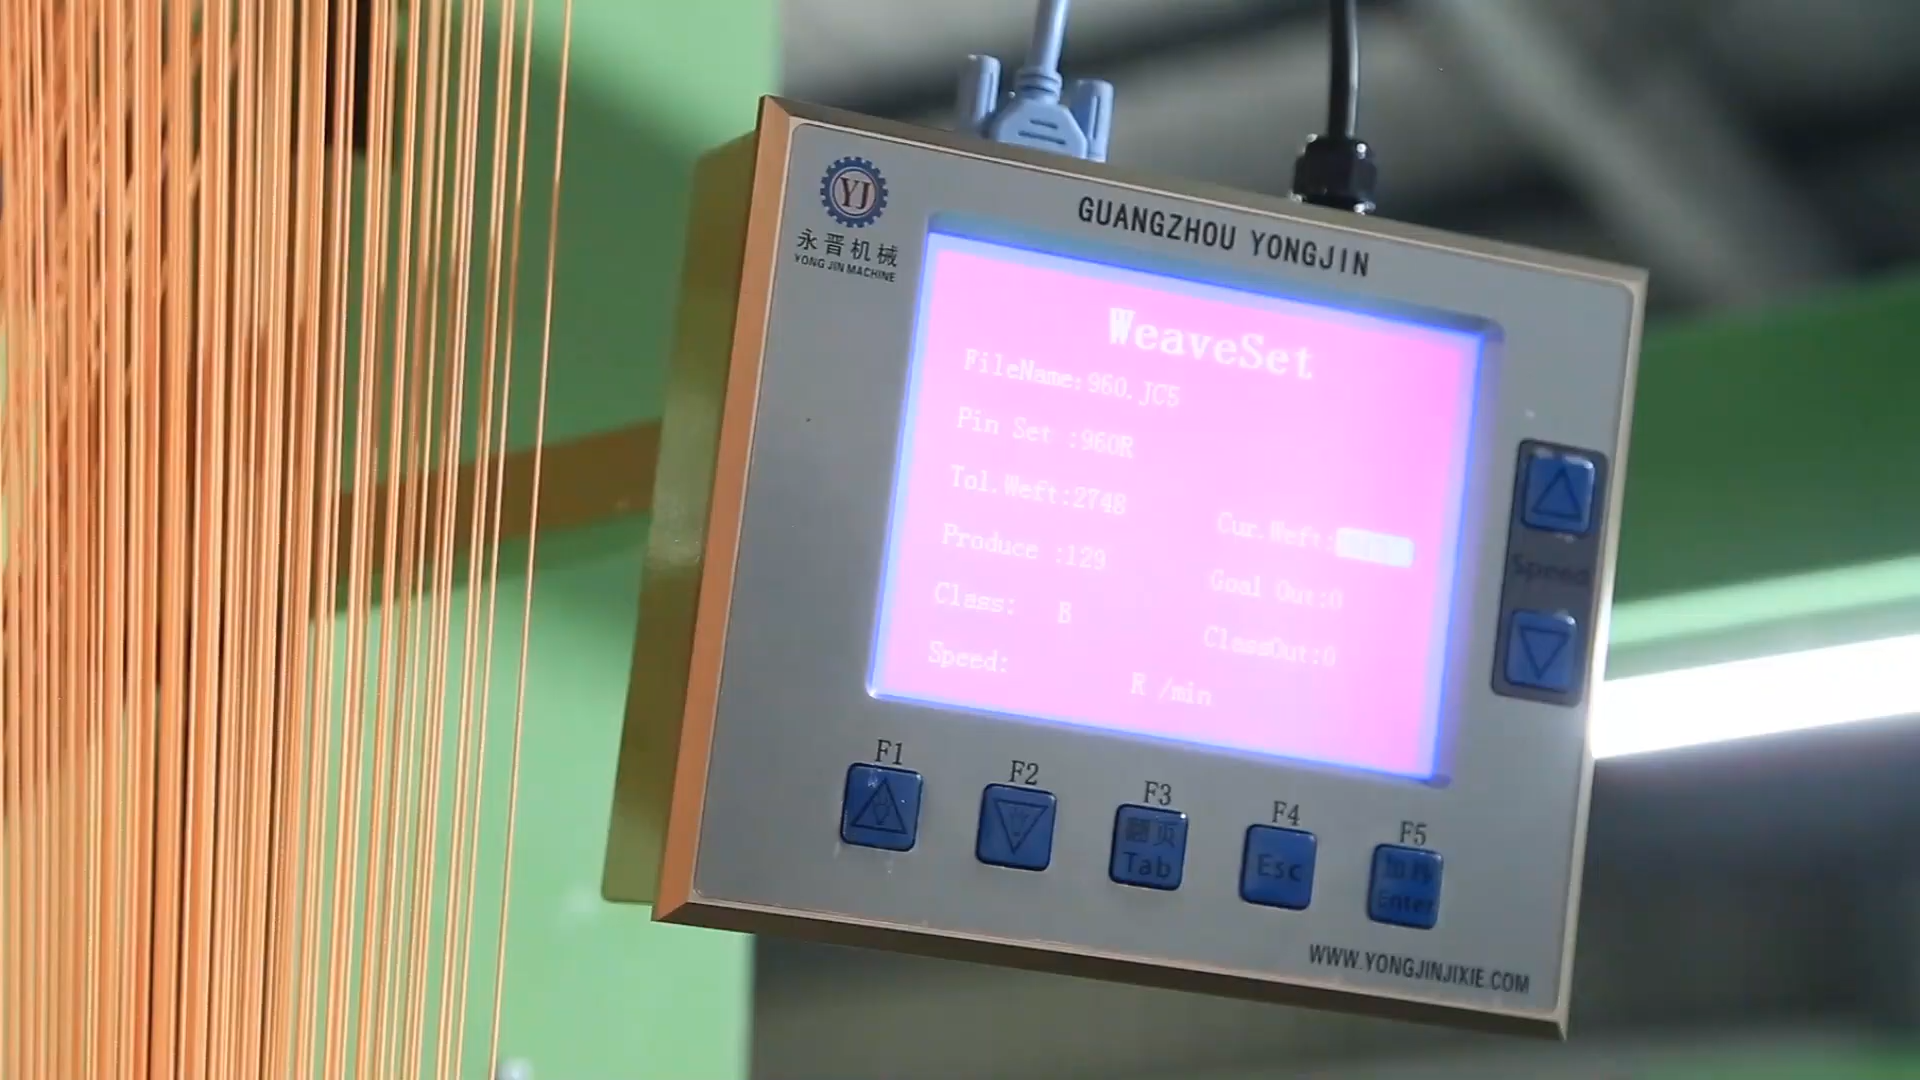 GUANGZHOU YONGJIN
YJ
永晋机械
YONG JIN MACHINE
WeaveSet
FileName:960.JC5
Pin Set :960R
Tol.Weft:2748
Cur.Weft:
Produce :129
Goal Out:0
Class: B
ClassOut:0
Speed: R /min
Speed
F1
F2
F3
F4
F5
翻页
Tab
Esc
Enter
WWW.YONGJINJIXIE.COM